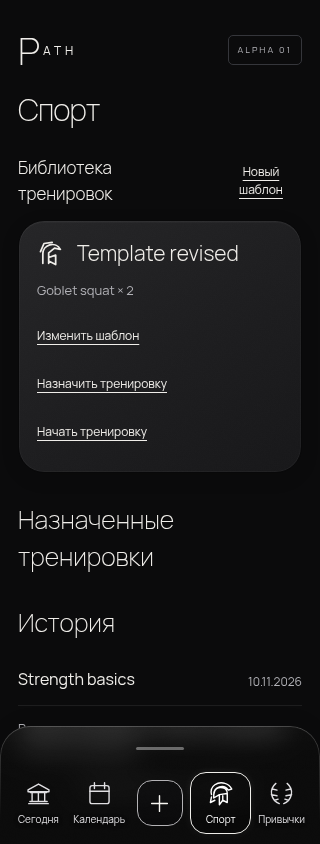 PATH
ALPHA 01
Спорт
Библиотека
тренировок
Новый
шаблон
Template revised
Goblet squat × 2
Изменить шаблон
Назначить тренировку
Начать тренировку
Назначенные
тренировки
История
Strength basics
10.11.2026
Сегодня
Календарь
Спорт
Привычки